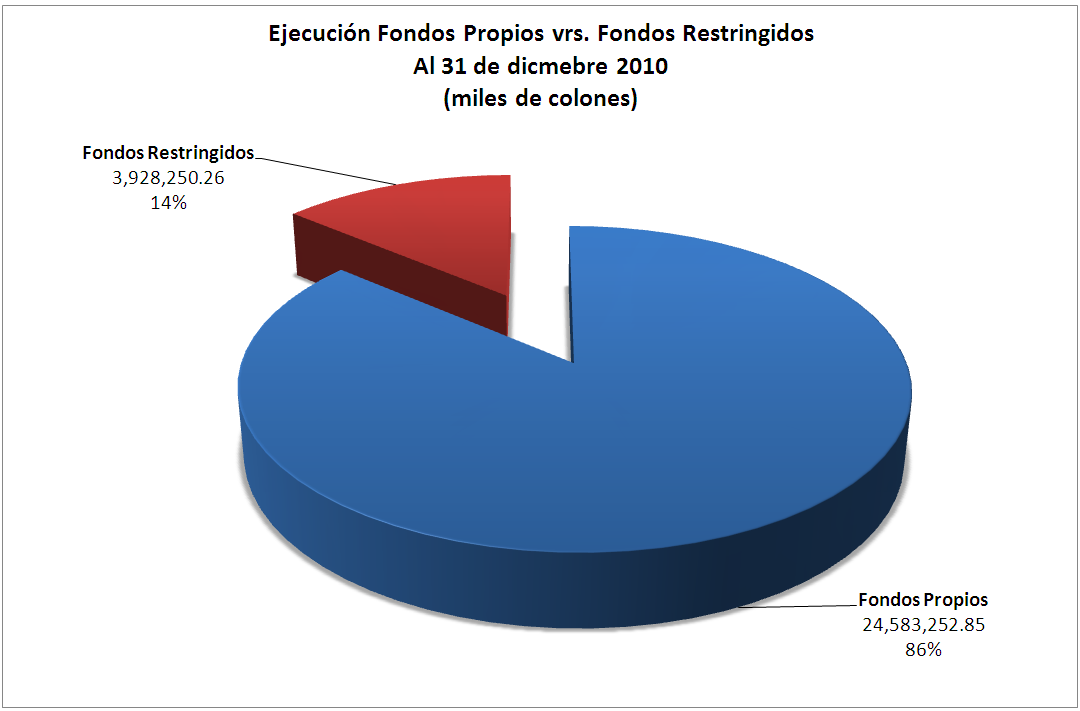 Ejecución Fondos Propios vrs. Fondos Restringidos
Al 31 de dicmebre 2010
(miles de colones)
Fondos Restringidos
3,928,250.26
14%
Fondos Propios
24,583,252.85
86%